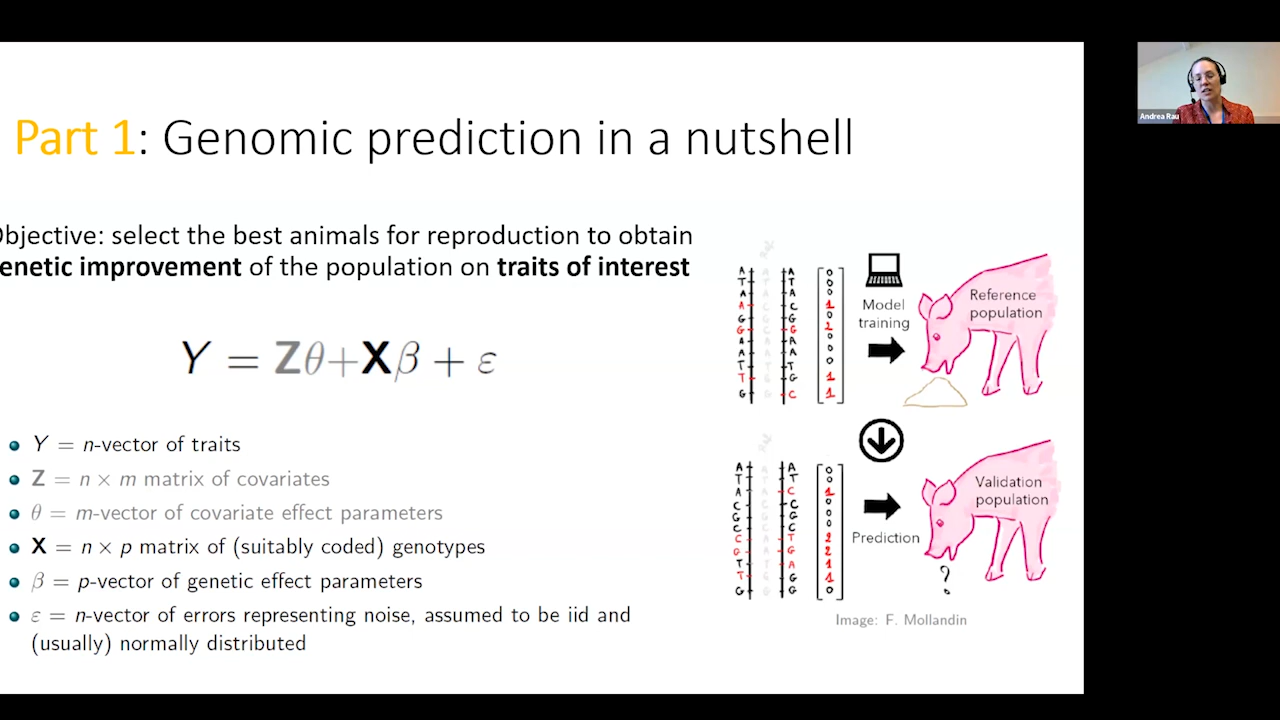 Part 1: Genomic prediction in a nutshell
Andrea Rau
bjective: select the best animals for reproduction to obtain
enetic improvement of the population on traits of interest
Y = Zθ+Xβ + ε
Y = n-vector of traits
Z = n × m matrix of covariates
θ = m-vector of covariate effect parameters
X = n × p matrix of (suitably coded) genotypes
β = p-vector of genetic effect parameters
ε = n-vector of errors representing noise, assumed to be iid and
(usually) normally distributed
Model
training
Reference
population
Prediction
Validation
population
?
Image: F. Mollandin